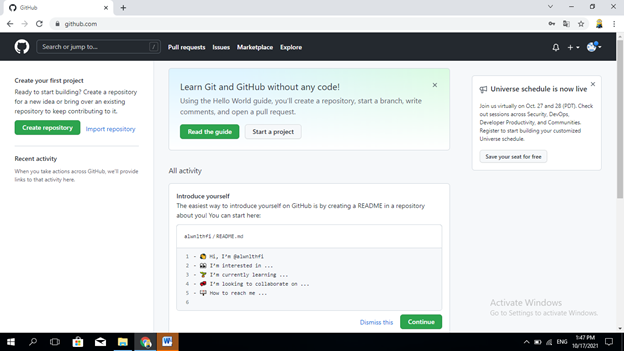 GitHub
github.com
Search or jump to...
/
Pull requests Issues Marketplace Explore
Create your first project
Ready to start building? Create a repository
for a new idea or bring over an existing
repository to keep contributing to it.
Create repository
Import repository
Recent activity
When you take actions across GitHub, we'll provide
links to that activity here.
Learn Git and GitHub without any code!
Using the Hello World guide, you'll create a repository, start a branch, write
comments, and open a pull request.
Read the guide
Start a project
All activity
Introduce yourself
The easiest way to introduce yourself on GitHub is by creating a README in a repository
about you! You can start here:
alwnlthfi / README.md
1 - Hi, I'm @alwnlthfi
2 - I'm interested in ...
3 - I'm currently learning ...
4 - I'm looking to collaborate on ...
5 - How to reach me ...
6
Dismiss this
Continue
Universe schedule is now live
Join us virtually on Oct. 27 and 28 (PDT). Check
out sessions across Security, DevOps,
Developer Productivity, and Communities.
Register to start building your customized
Universe schedule.
Save your seat for free
Activate Windows
Go to Settings to activate Windows.
ENG
1:47 PM
10/17/2021